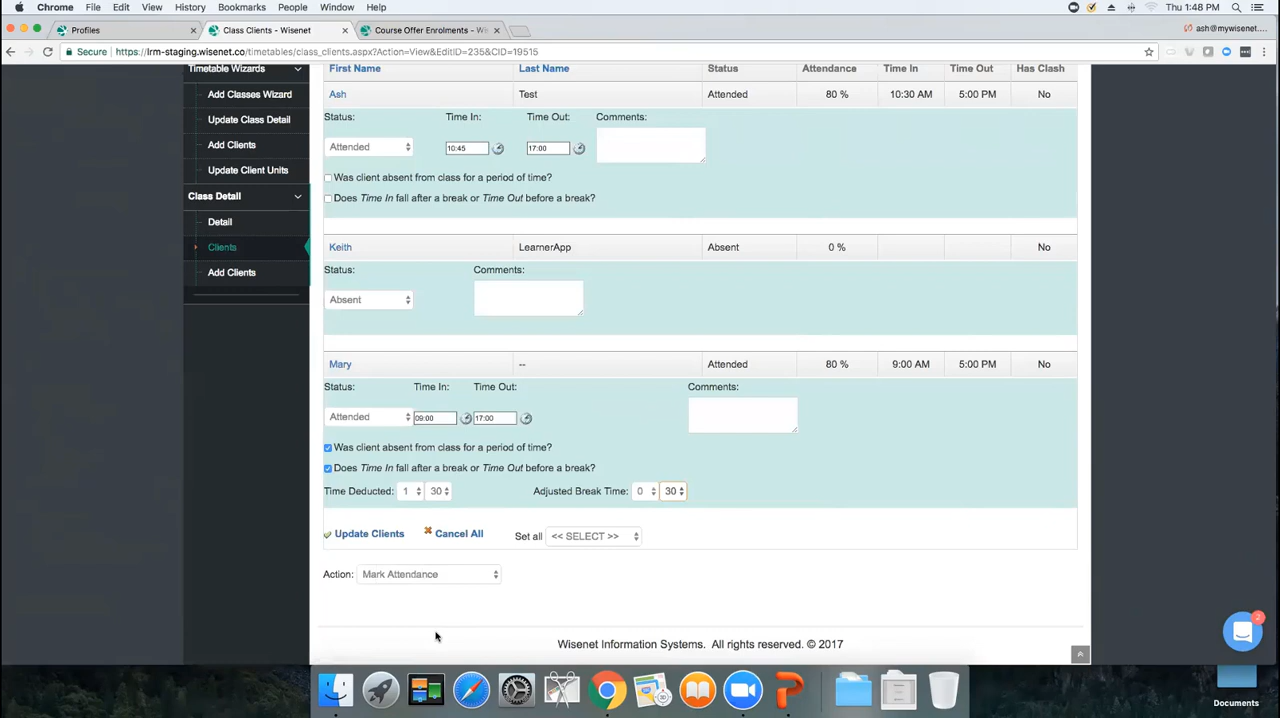 Chrome File Edit View History Bookmarks People Window Help Thu 1:48 PM
Profiles Class Clients - Wisenet Course Offer Enrolments - Wi ash@mywisenet....
Secure https://lrm-staging.wisenet.co/timetables/class_clients.aspx?Action=View&EditID=235&CID=19515
Timetable Wizards
Add Classes Wizard
Update Class Detail
Add Clients
Update Client Units
Class Detail
Detail
Clients
Add Clients
First Name Last Name Status Attendance Time In Time Out Has Clash
Ash Test Attended 80 % 10:30 AM 5:00 PM No
Status: Time In: Time Out: Comments:
Attended 10:45 17:00
Was client absent from class for a period of time?
Does Time In fall after a break or Time Out before a break?
Keith LearnerApp Absent 0 % No
Status: Comments:
Absent
Mary -- Attended 80 % 9:00 AM 5:00 PM No
Status: Time In: Time Out: Comments:
Attended 09:00 17:00
Was client absent from class for a period of time?
Does Time In fall after a break or Time Out before a break?
Time Deducted: 1 30 Adjusted Break Time: 0 30
Update Clients Cancel All Set all << SELECT >>
Action: Mark Attendance
Wisenet Information Systems. All rights reserved. © 2017
2
Documents